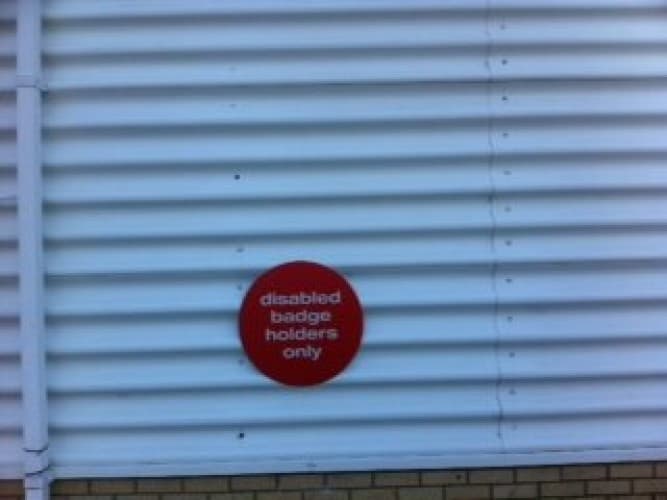 disabled
badge
holders
only